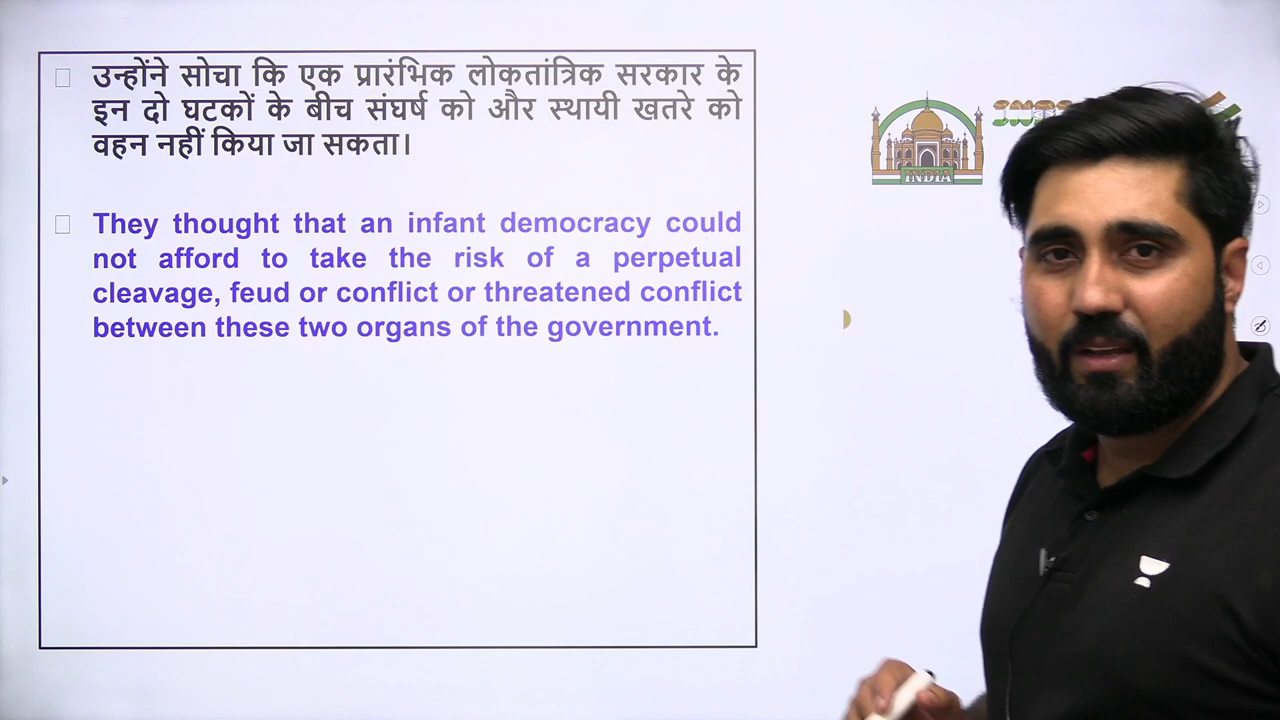 उन्होंने सोचा कि एक प्रारंभिक लोकतांत्रिक सरकार के
इन दो घटकों के बीच संघर्ष को और स्थायी खतरे को
वहन नहीं किया जा सकता।
They thought that an infant democracy could
not afford to take the risk of a perpetual
cleavage, feud or conflict or threatened conflict
between these two organs of the government.
INDIA